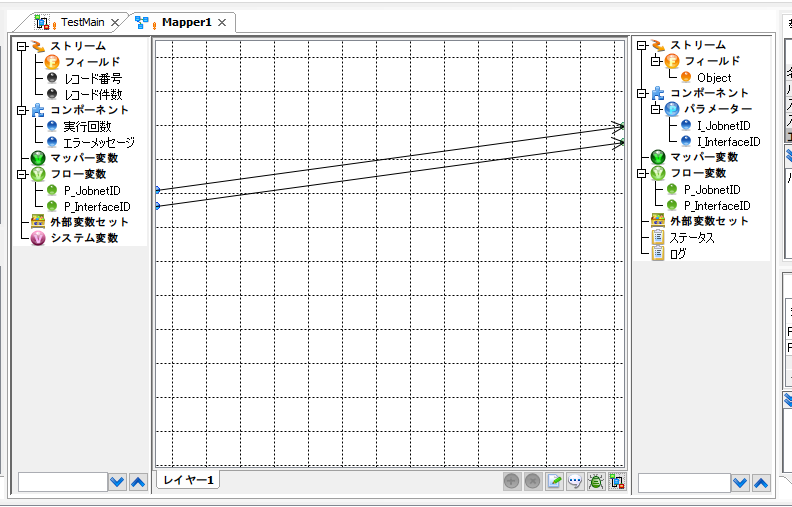 TestMain
Mapper1
ストリーム
フィールド
レコード番号
レコード件数
コンポーネント
実行回数
エラーメッセージ
マッパー変数
フロー変数
P_JobnetID
P_InterfaceID
外部変数セット
システム変数
レイヤー1
ストリーム
フィールド
Object
コンポーネント
パラメーター
I_JobnetID
I_InterfaceID
マッパー変数
フロー変数
P_JobnetID
P_InterfaceID
外部変数セット
ステータス
ログ